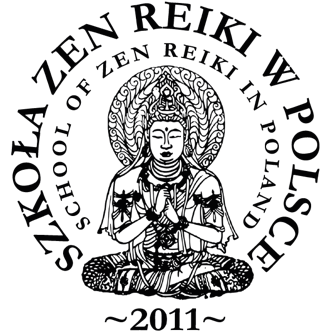 SZKOŁA ZEN REIKI W POLSCE
SCHOOL OF ZEN REIKI IN POLAND
~2011~